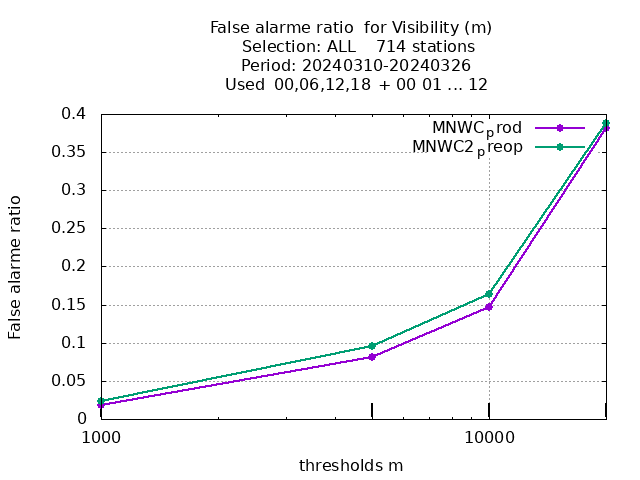 False alarme ratio  for Visibility (m)
Selection: ALL    714 stations
Period: 20240310-20240326
Used  00,06,12,18  + 00 01 ... 12
0.4
0.35
0.3
0.25
0.2
0.15
0.1
0.05
0
False alarme ratio
MNWCprod
MNWC2preop
1000
10000
thresholds m